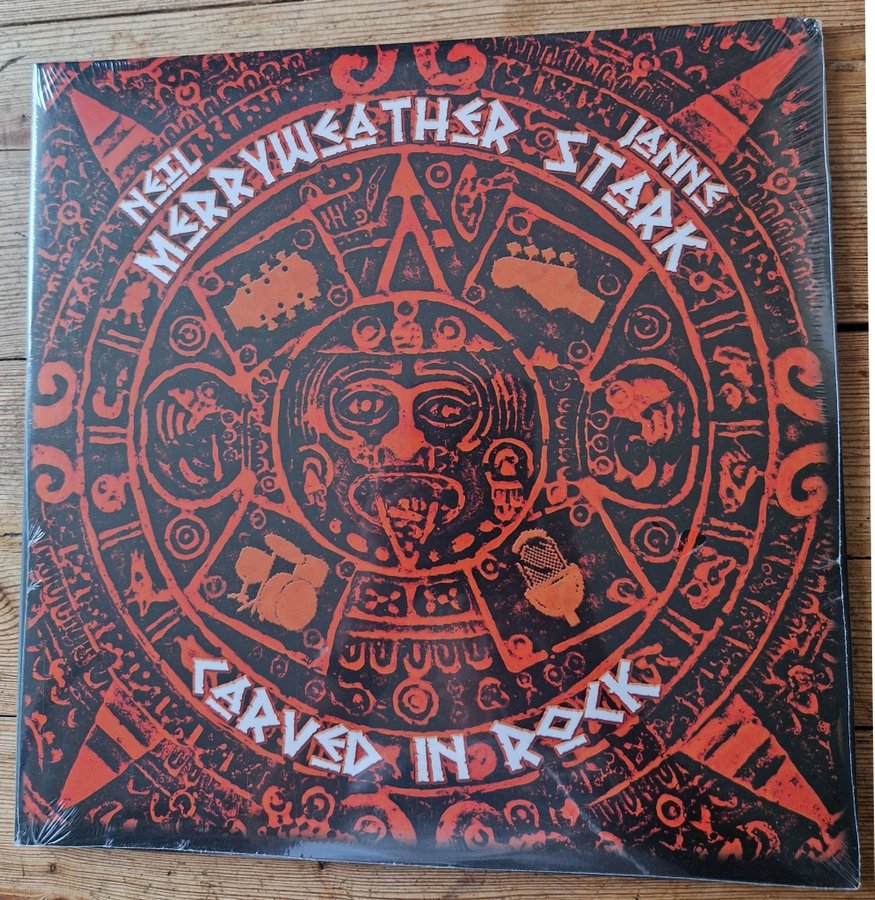 NEIL
MERRYWEATHER
JANNE
STARK
CARVED IN ROCK